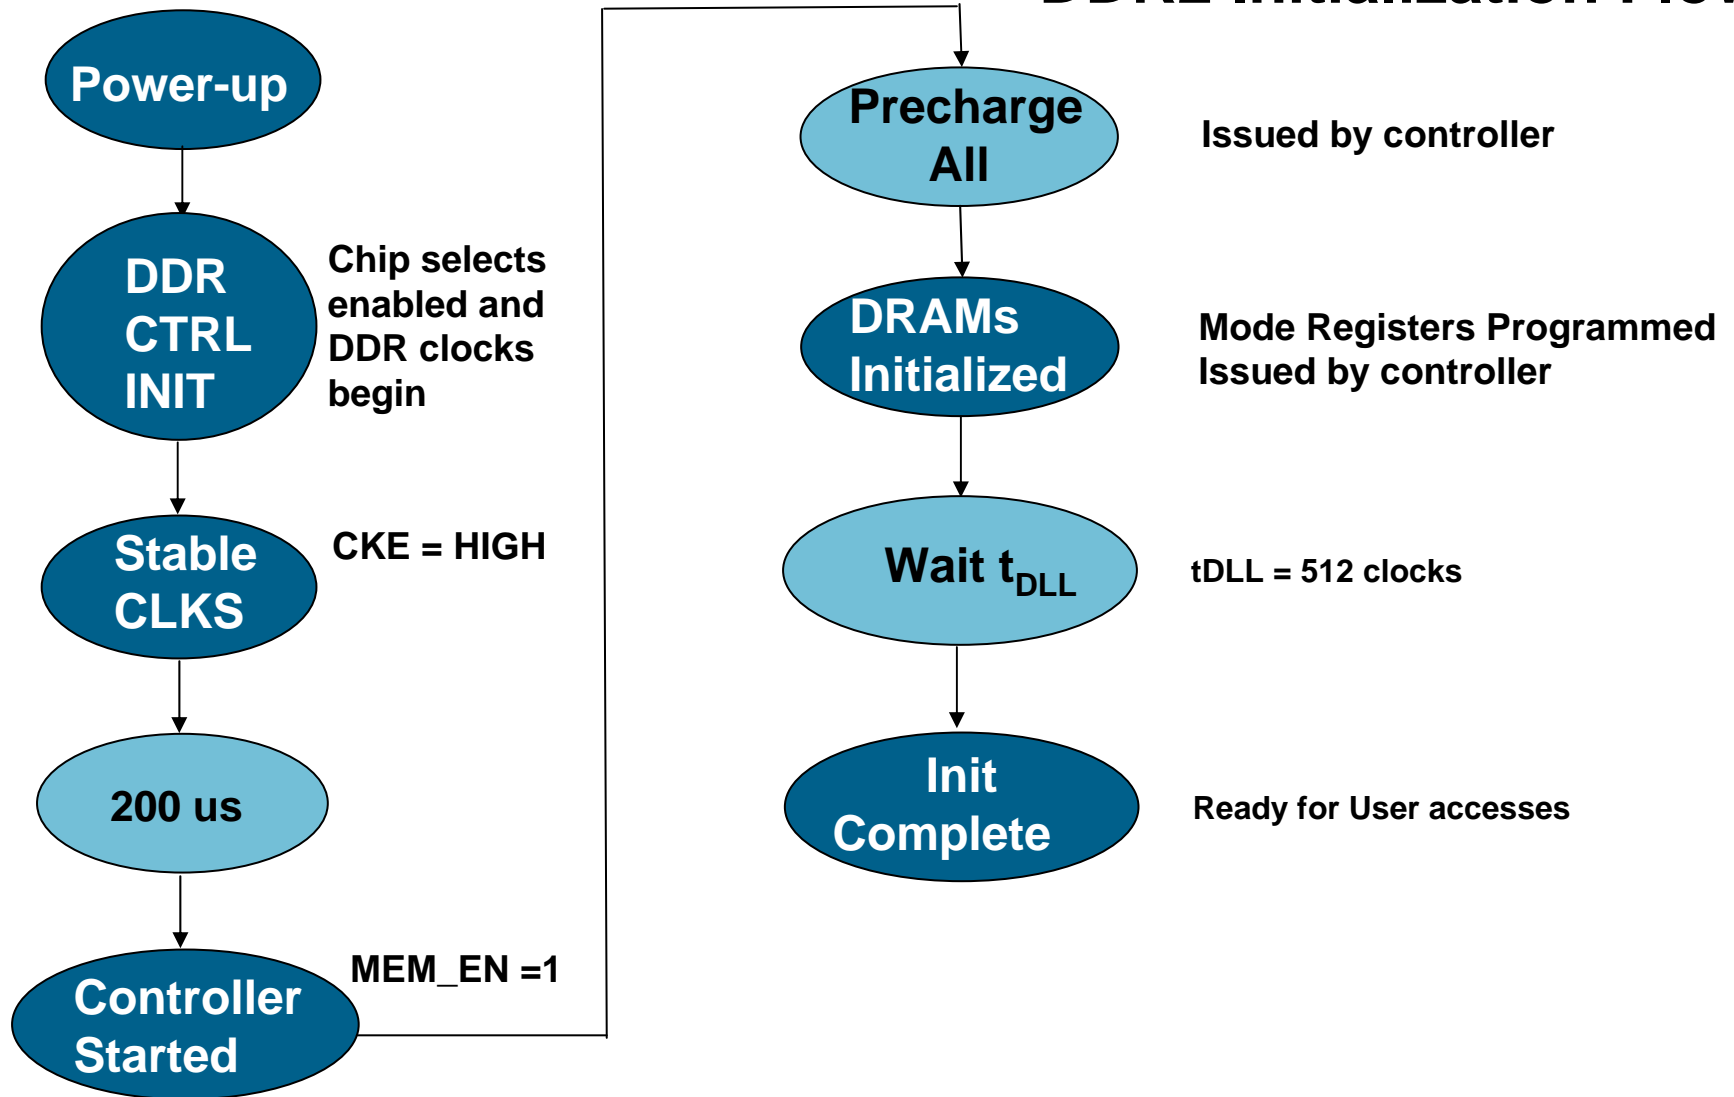 Power-up
DDR
CTRL
INIT
Chip selects
enabled and
DDR clocks
begin
Stable
CLKS
CKE = HIGH
200 us
Controller
Started
MEM_EN =1
Precharge
All
Issued by controller
DRAMs
Initialized
Mode Registers Programmed
Issued by controller
Wait tDLL
tDLL = 512 clocks
Init
Complete
Ready for User accesses